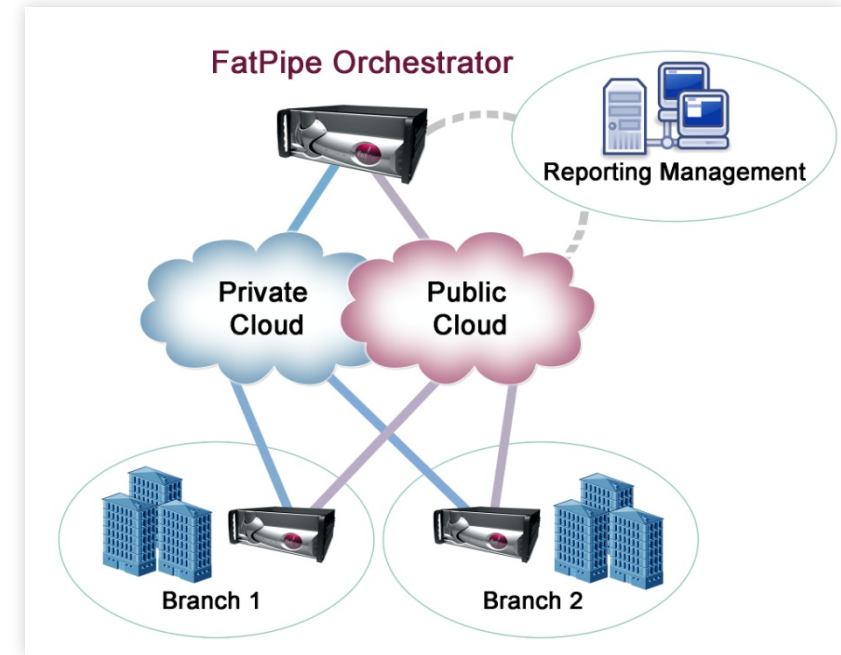 FatPipe Orchestrator
Reporting Management
Private
Cloud
Public
Cloud
Branch 1
Branch 2